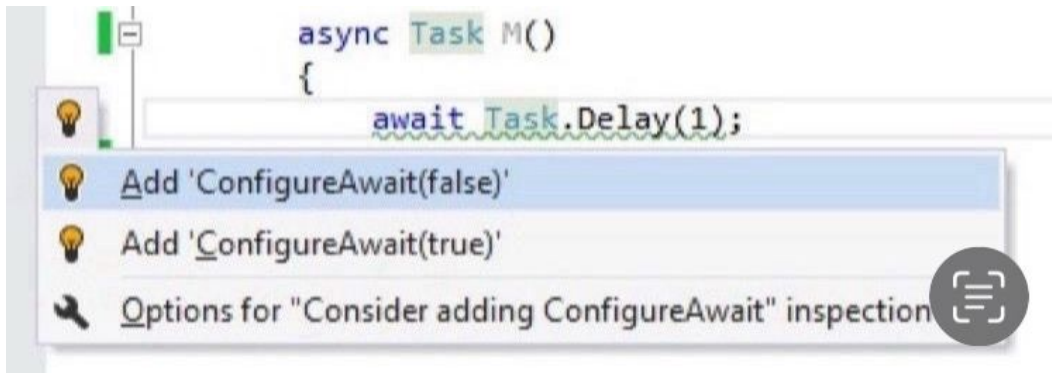 async Task M()
{
await Task.Delay(1);
Add 'ConfigureAwait(false)'
Add 'ConfigureAwait(true)'
Options for "Consider adding ConfigureAwait" inspection